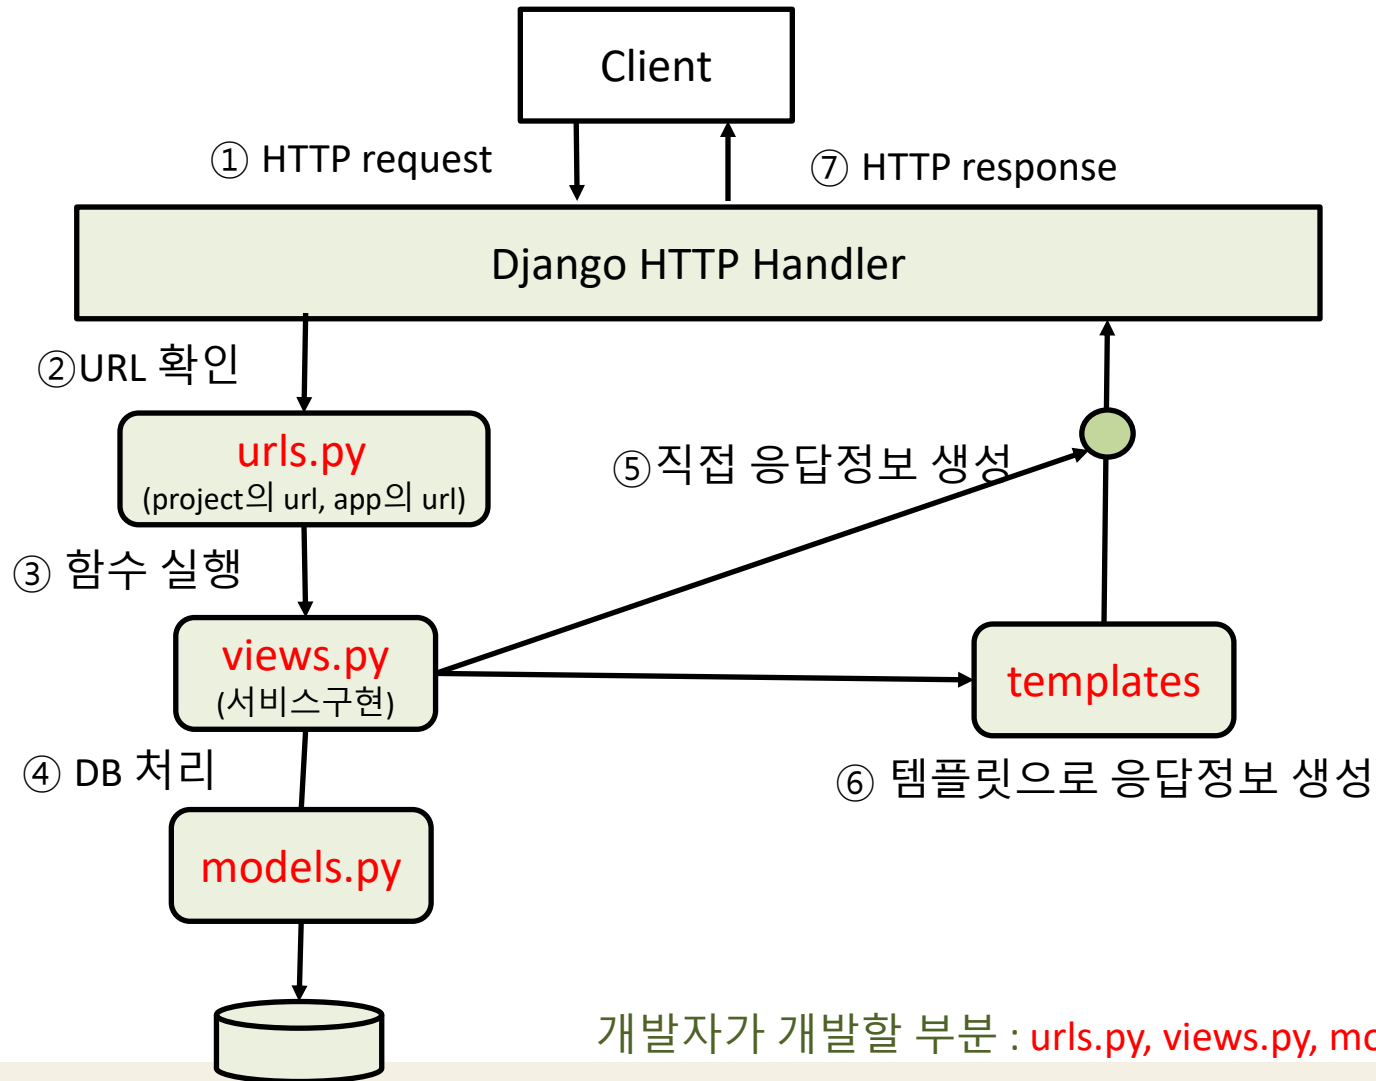 Client
① HTTP request
⑦ HTTP response
Django HTTP Handler
②URL 확인
urls.py
(project의 url, app의 url)
⑤직접 응답정보 생성
③ 함수 실행
views.py
(서비스구현)
templates
④ DB 처리
⑥ 템플릿으로 응답정보 생성
models.py
개발자가 개발할 부분 : urls.py, views.py,